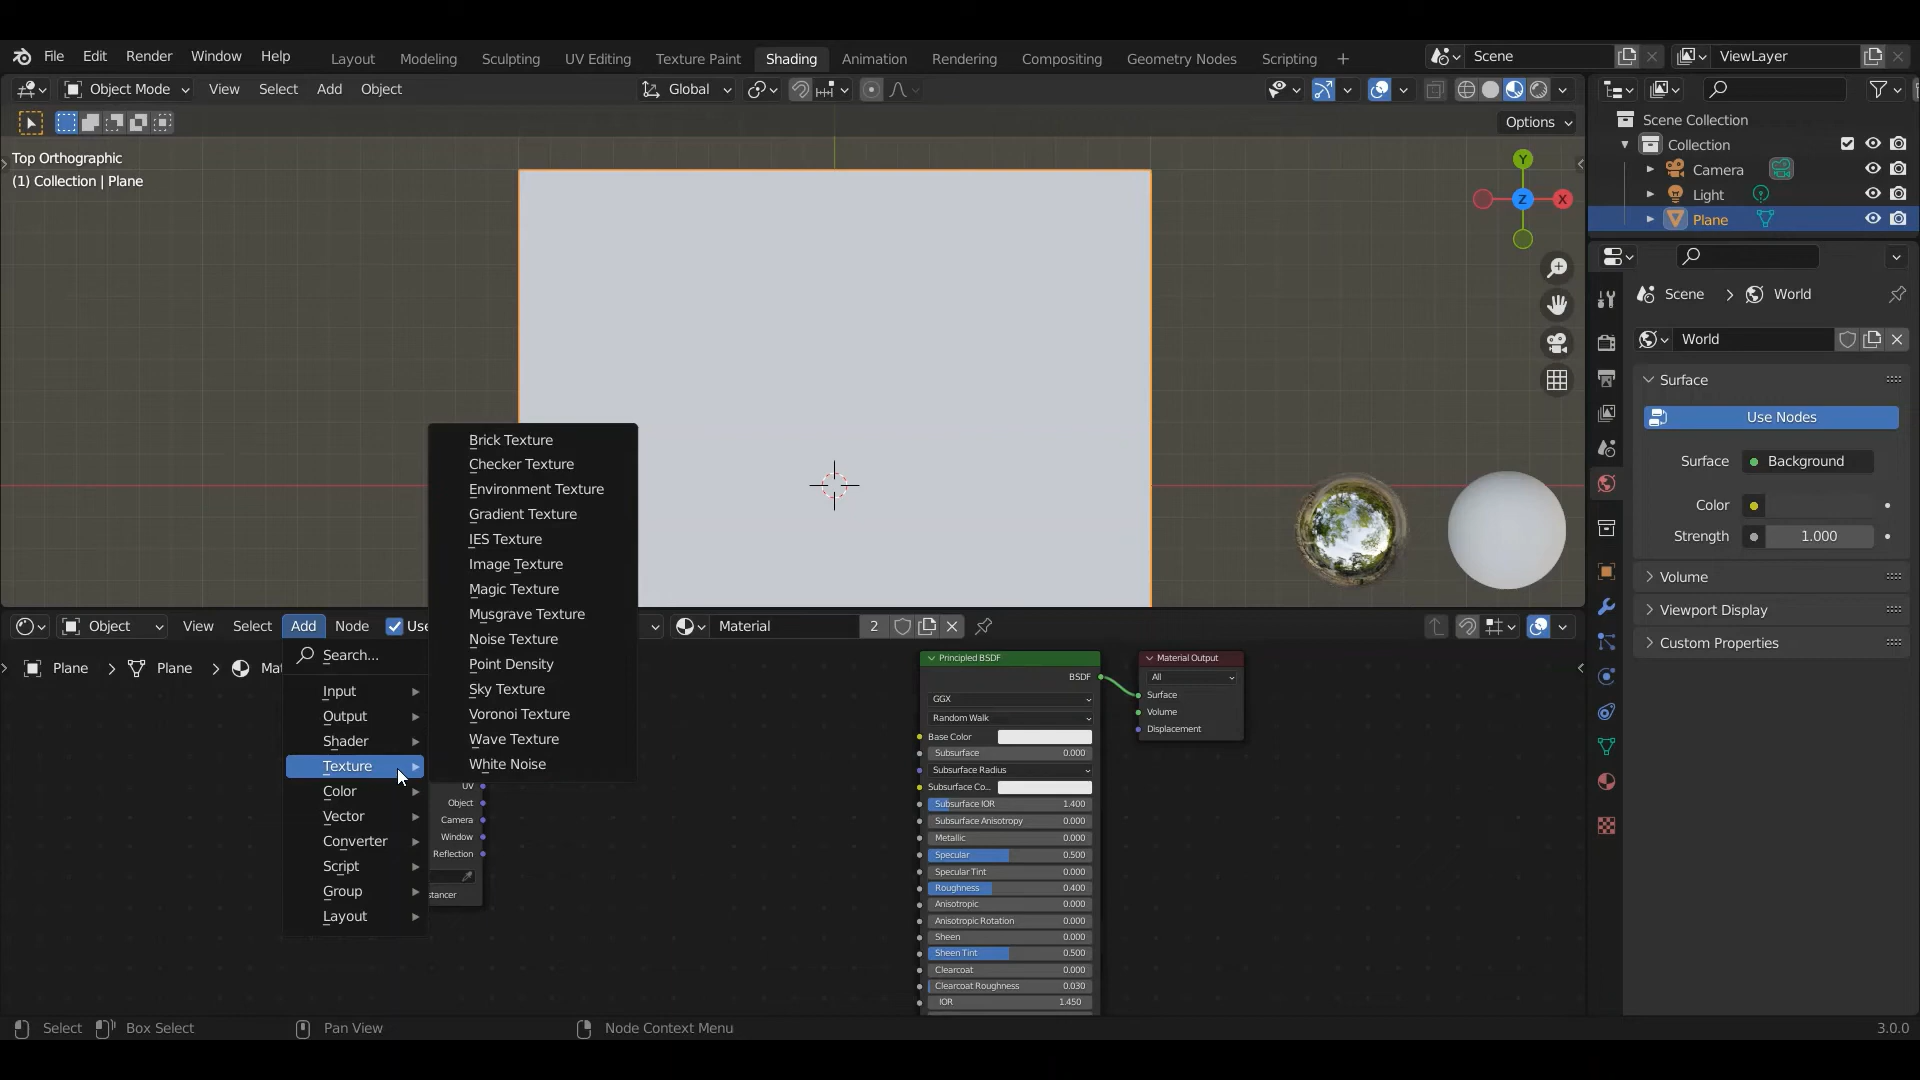 File Edit Render Window Help Layout Modeling Sculpting UV Editing Texture Paint Shading Animation Rendering Compositing Geometry Nodes Scripting + Scene ViewLayer
Object Mode View Select Add Object Global
Options
Top Orthographic
(1) Collection | Plane
Y
X
Z
Scene Collection
Collection
Camera
Light
Plane
Scene > World
World
Surface
Use Nodes
Surface Background
Color
Strength 1.000
Volume
Viewport Display
Custom Properties
Brick Texture
Checker Texture
Environment Texture
Gradient Texture
IES Texture
Image Texture
Magic Texture
Musgrave Texture
Noise Texture
Point Density
Sky Texture
Voronoi Texture
Wave Texture
White Noise
Object View Select Add Node Use Material 2
Plane > Plane > Mat
Search...
Input
Output
Shader
Texture
Color
Vector
Converter
Script
Group
Layout
UV
Object
Camera
Window
Reflection
stancer
Principled BSDF
BSDF
GGX
Random Walk
Base Color
Subsurface 0.000
Subsurface Radius
Subsurface Co...
Subsurface IOR 1.400
Subsurface Anisotropy 0.000
Metallic 0.000
Specular 0.500
Specular Tint 0.000
Roughness 0.400
Anisotropic 0.000
Anisotropic Rotation 0.000
Sheen 0.000
Sheen Tint 0.500
Clearcoat 0.000
Clearcoat Roughness 0.030
IOR 1.450
Material Output
All
Surface
Volume
Displacement
Select Box Select Pan View Node Context Menu 3.0.0